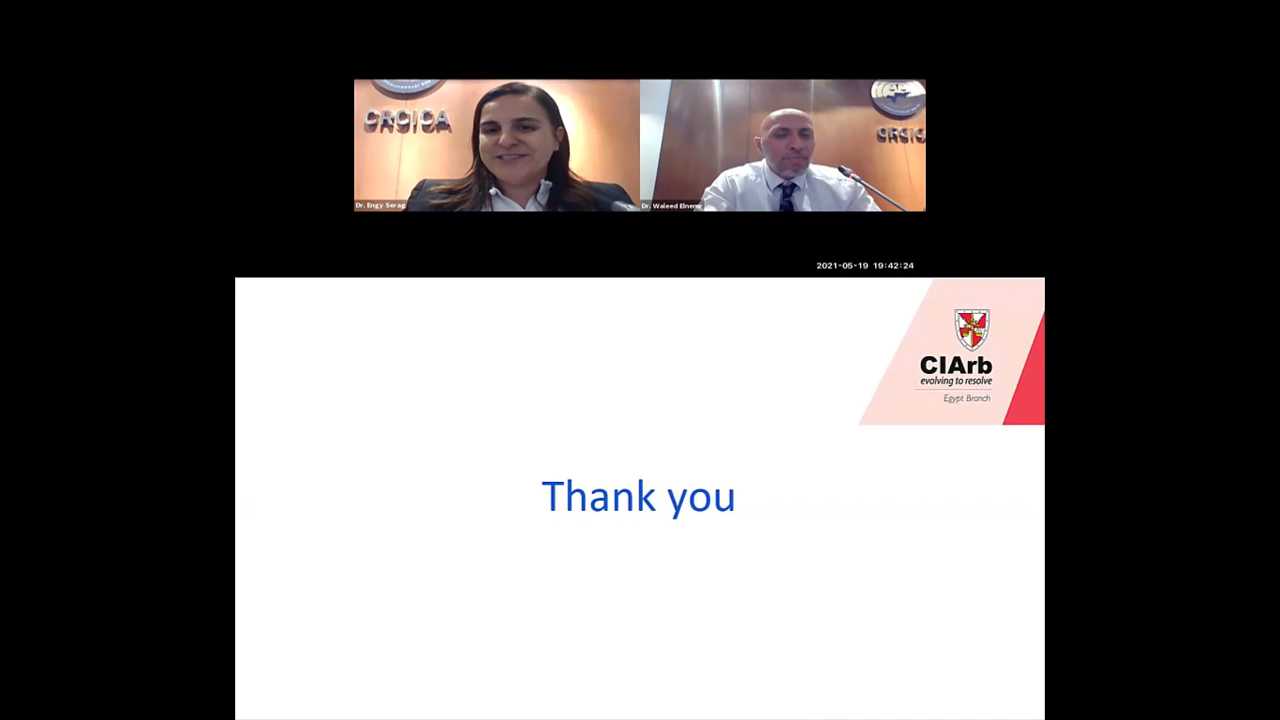 CRCICA
CRCIC
Dr. Engy Serag
Dr. Waleed Elnemr
2021-05-19 19:42:24
CIArb
evolving to resolve
Egypt Branch
Thank you